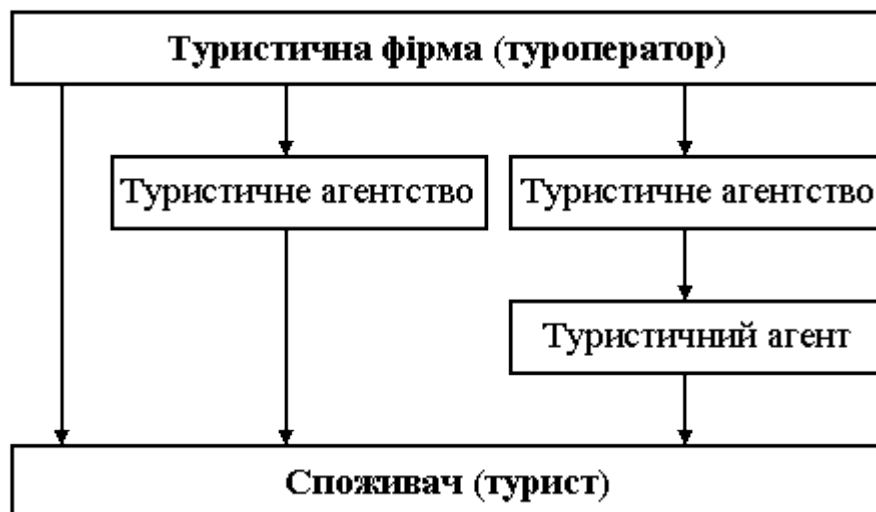 Туристична фірма (туроператор)
Туристичне агентство
Туристичне агентство
Туристичний агент
Споживач (турист)